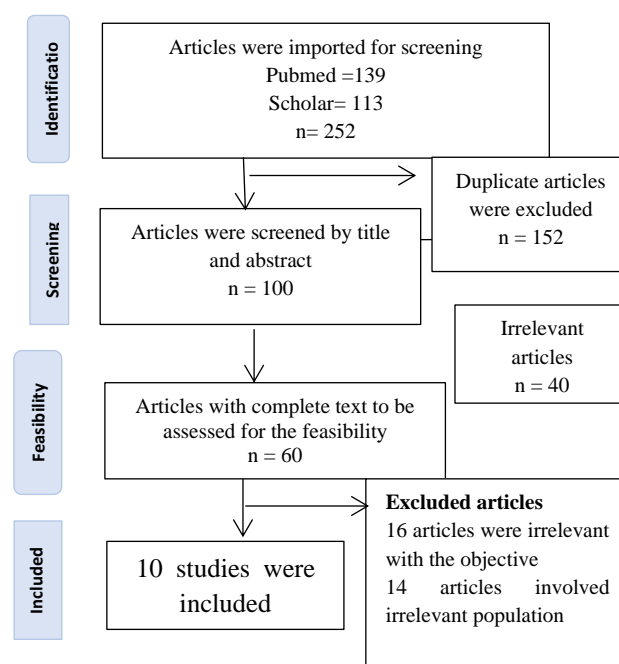 Identificatio
Articles were imported for screening
Pubmed =139
Scholar= 113
n= 252
Duplicate articles
were excluded
n = 152
Screening
Articles were screened by title
and abstract
n = 100
Irrelevant
articles
n = 40
Feasibility
Articles with complete text to be
assessed for the feasibility
n = 60
Excluded articles
16 articles were irrelevant
with the objective
14 articles involved
irrelevant population
Included
10 studies were
included